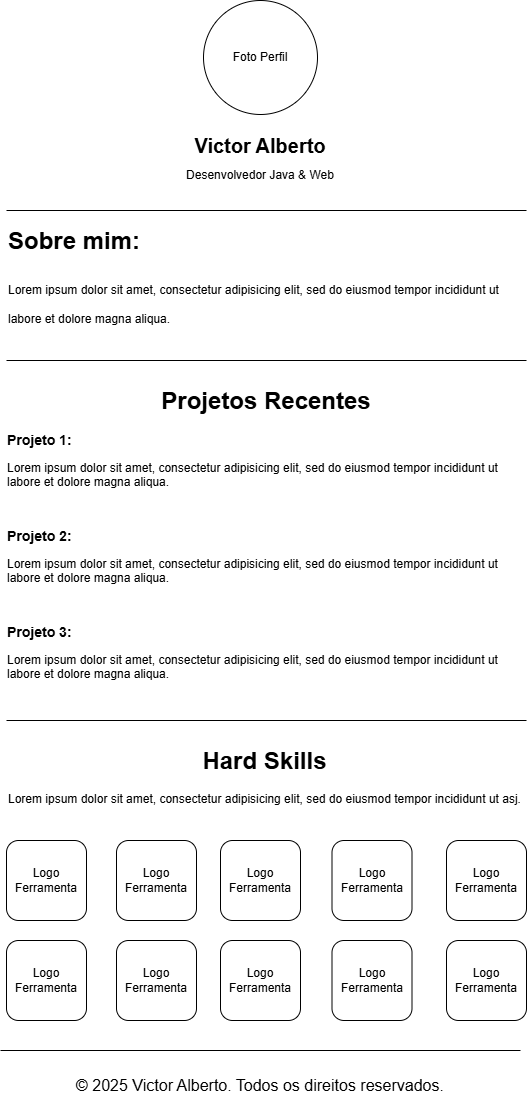 Foto Perfil
Victor Alberto
Desenvolvedor Java & Web
Sobre mim:
Lorem ipsum dolor sit amet, consectetur adipisicing elit, sed do eiusmod tempor incididunt ut
labore et dolore magna aliqua.
Projetos Recentes
Projeto 1:
Lorem ipsum dolor sit amet, consectetur adipisicing elit, sed do eiusmod tempor incididunt ut
labore et dolore magna aliqua.
Projeto 2:
Lorem ipsum dolor sit amet, consectetur adipisicing elit, sed do eiusmod tempor incididunt ut
labore et dolore magna aliqua.
Projeto 3:
Lorem ipsum dolor sit amet, consectetur adipisicing elit, sed do eiusmod tempor incididunt ut
labore et dolore magna aliqua.
Hard Skills
Lorem ipsum dolor sit amet, consectetur adipisicing elit, sed do eiusmod tempor incididunt ut asj.
Logo
Ferramenta
Logo
Ferramenta
Logo
Ferramenta
Logo
Ferramenta
Logo
Ferramenta
Logo
Ferramenta
Logo
Ferramenta
Logo
Ferramenta
Logo
Ferramenta
Logo
Ferramenta
© 2025 Victor Alberto. Todos os direitos reservados.